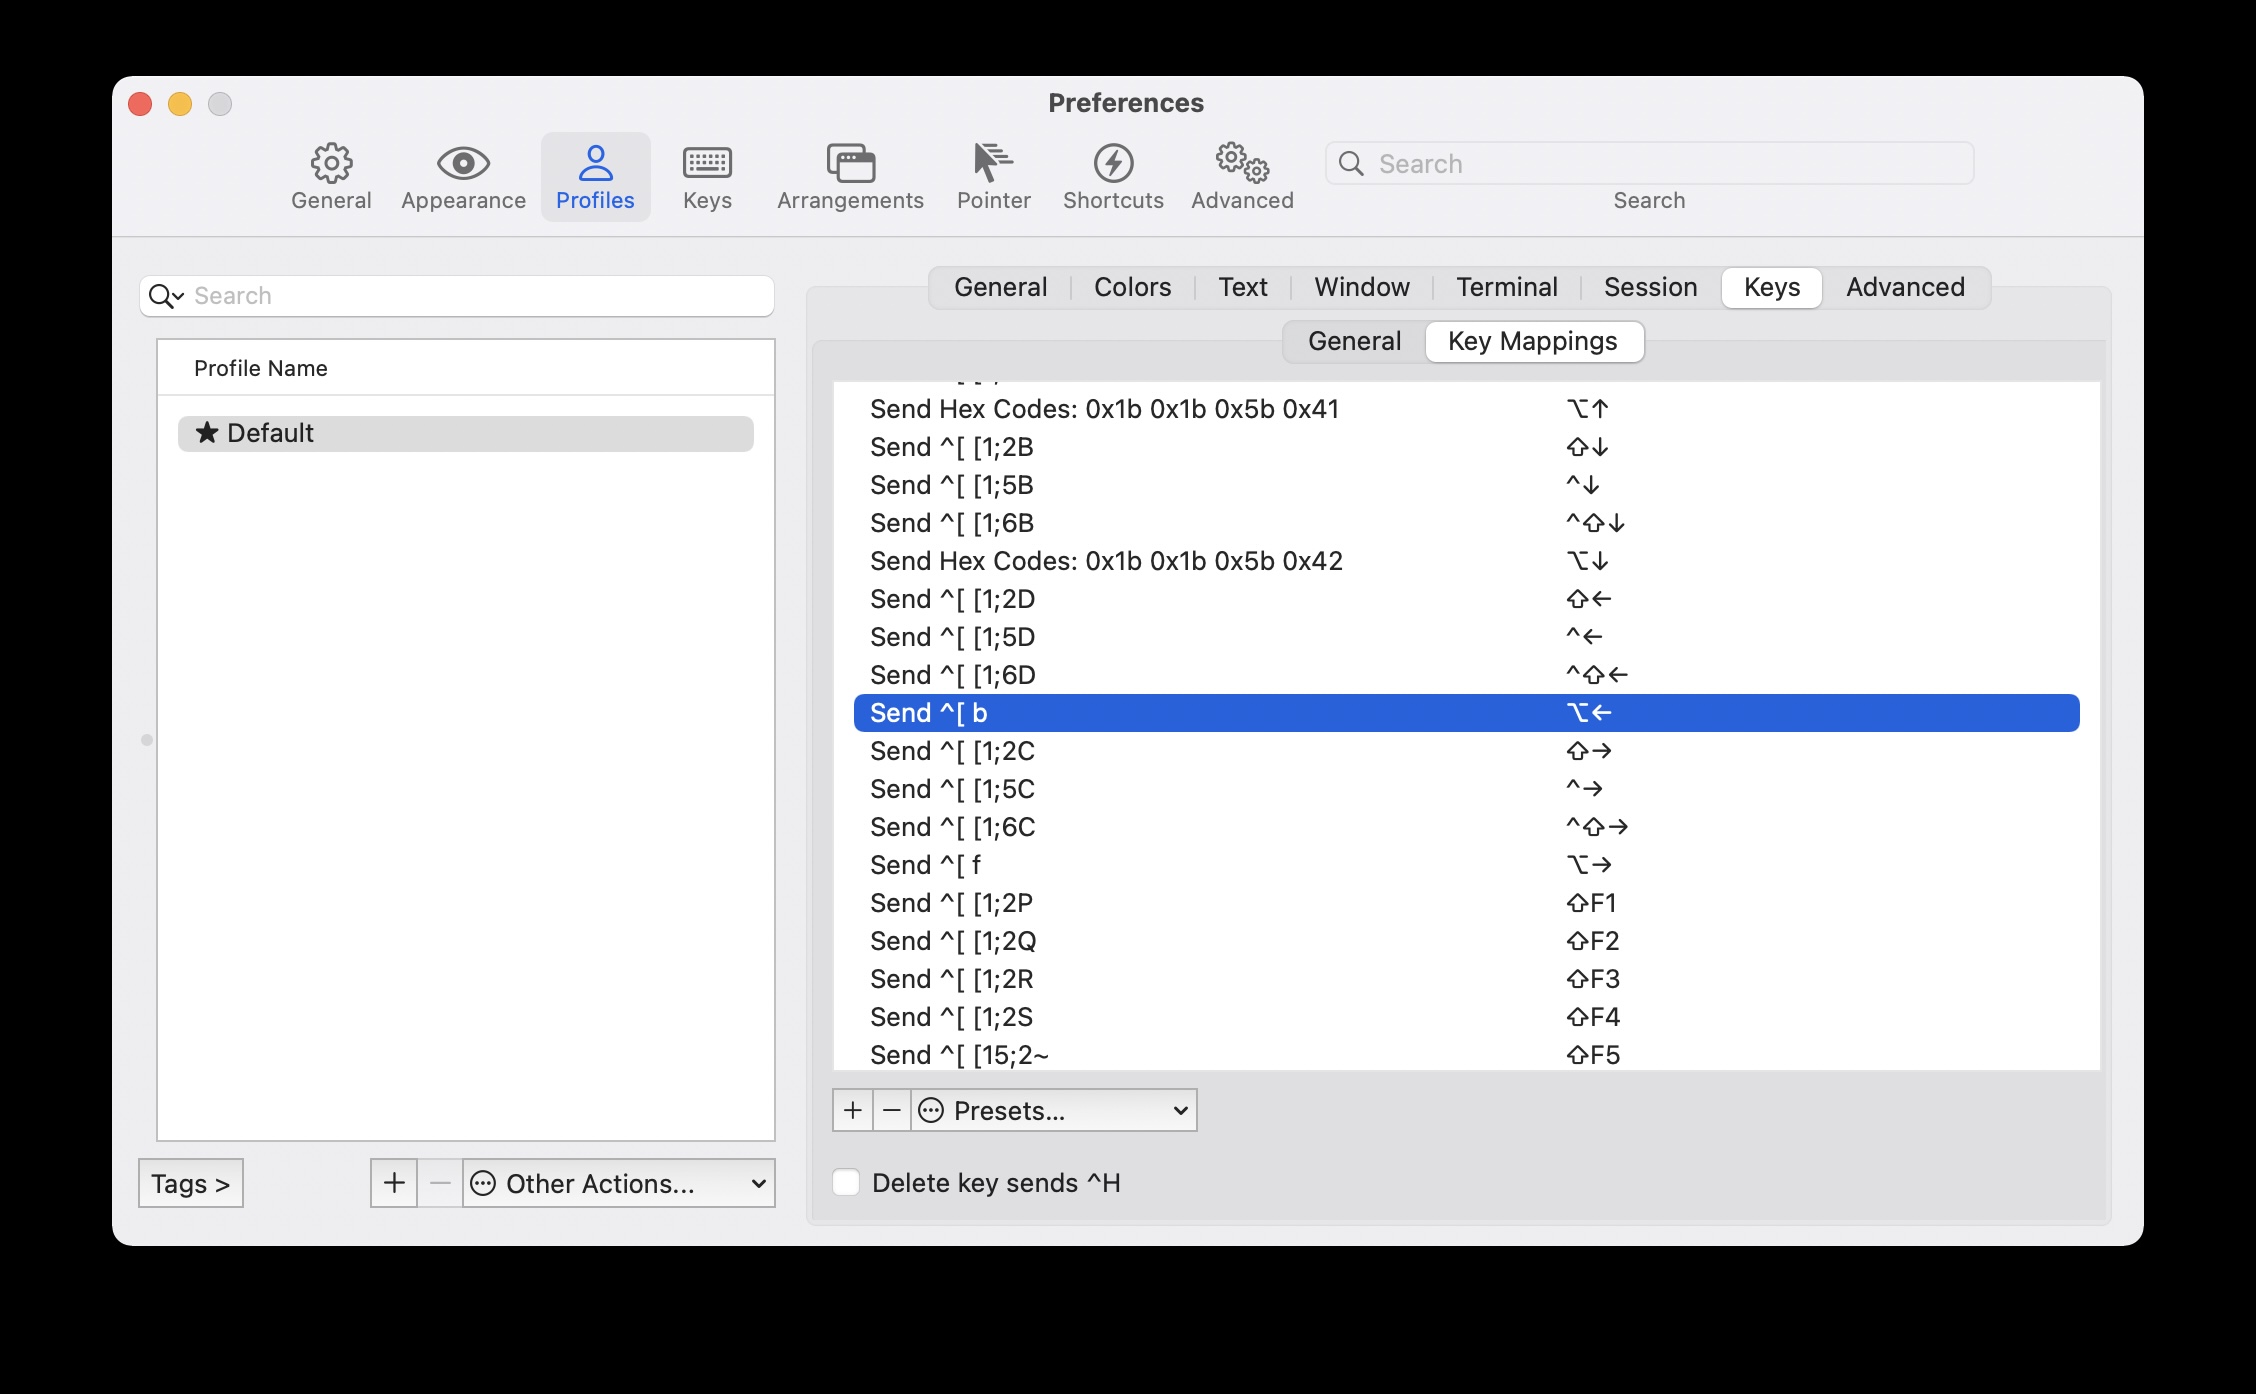 Preferences
General Appearance Profiles Keys Arrangements Pointer Shortcuts Advanced Search
Search
Search
Profile Name
★ Default
Tags >
+ − Other Actions...
General Colors Text Window Terminal Session Keys Advanced
General Key Mappings
Send Hex Codes: 0x1b 0x1b 0x5b 0x41 ⌥↑
Send ^[ [1;2B ⇧↓
Send ^[ [1;5B ^↓
Send ^[ [1;6B ^⇧↓
Send Hex Codes: 0x1b 0x1b 0x5b 0x42 ⌥↓
Send ^[ [1;2D ⇧←
Send ^[ [1;5D ^←
Send ^[ [1;6D ^⇧←
Send ^[ b ⌥←
Send ^[ [1;2C ⇧→
Send ^[ [1;5C ^→
Send ^[ [1;6C ^⇧→
Send ^[ f ⌥→
Send ^[ [1;2P ⇧F1
Send ^[ [1;2Q ⇧F2
Send ^[ [1;2R ⇧F3
Send ^[ [1;2S ⇧F4
Send ^[ [15;2~ ⇧F5
+ − Presets...
Delete key sends ^H